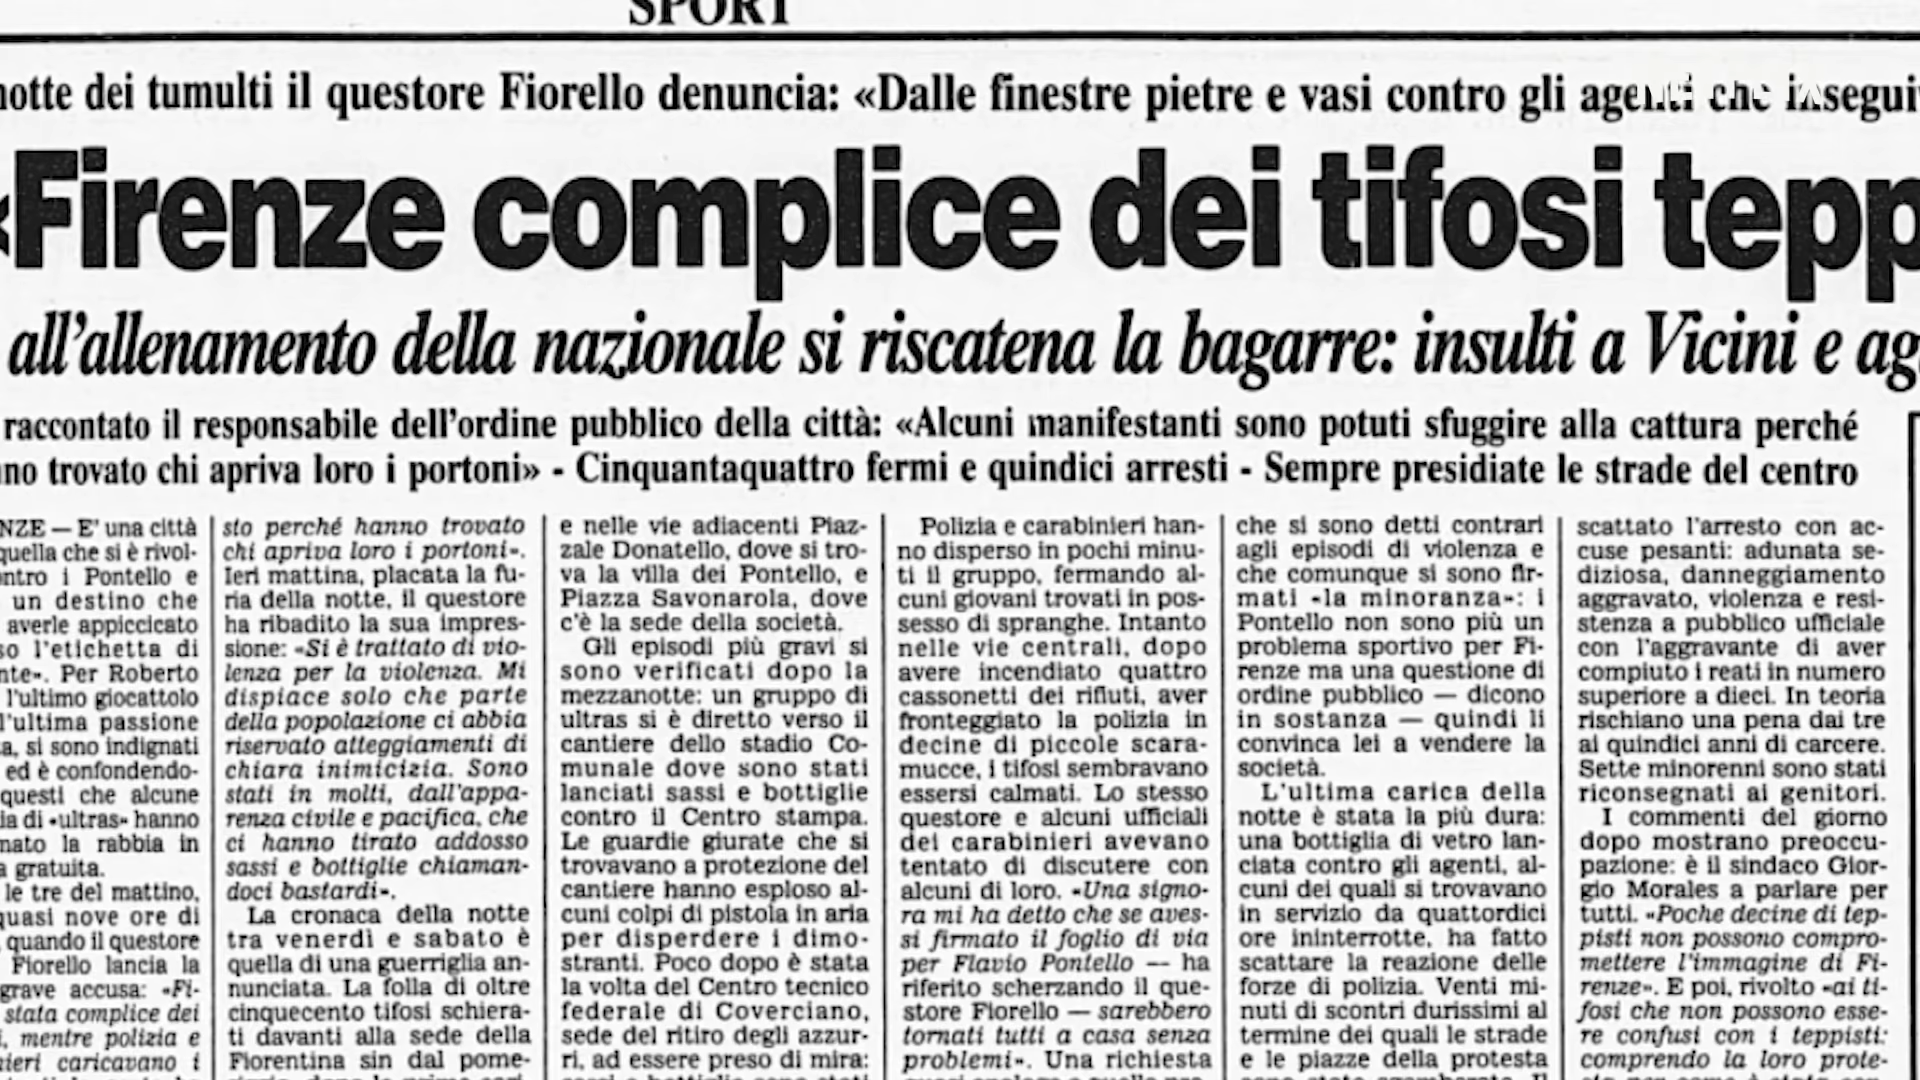 SPORT
notte dei tumulti il questore Fiorello denuncia: «Dalle finestre pietre e vasi contro gli agenti che insegui
«Firenze complice dei tifosi tepp
all'allenamento della nazionale si riscatena la bagarre: insulti a Vicini e ag
raccontato il responsabile dell'ordine pubblico della città: «Alcuni manifestanti sono potuti sfuggire alla cattura perché
no trovato chi apriva loro i portoni» - Cinquantaquattro fermi e quindici arresti - Sempre presidiate le strade del centro
NZE — E' una città
quella che si è rivol-
ntro i Pontello e
un destino che
averle appiccicato
so l'etichetta di
nte». Per Roberto
l'ultimo giocattolo
l'ultima passione
a, si sono indignati
ed è confondendo-
questi che alcune
ia di «ultras» hanno
mato la rabbia in
a gratuita.
le tre del mattino,
quasi nove ore di
quando il questore
Fiorello lancia la
grave accusa: «Fi-
stata complice dei
i, mentre polizia e
nieri caricavano i
sto perché hanno trovato
chi apriva loro i portoni».
Ieri mattina, placata la fu-
ria della notte, il questore
ha ribadito la sua impres-
sione: «Si è trattato di vio-
lenza per la violenza. Mi
dispiace solo che parte
della popolazione ci abbia
riservato atteggiamenti di
chiara inimicizia. Sono
stati in molti, dall'appa-
renza civile e pacifica, che
ci hanno tirato addosso
sassi e bottiglie chiaman-
doci bastardi».
La cronaca della notte
tra venerdì e sabato è
quella di una guerriglia an-
nunciata. La folla di oltre
cinquecento tifosi schiera-
ti davanti alla sede della
Fiorentina sin dal pome-
e nelle vie adiacenti Piaz-
zale Donatello, dove si tro-
va la villa dei Pontello, e
Piazza Savonarola, dove
c'è la sede della società.
Gli episodi più gravi si
sono verificati dopo la
mezzanotte: un gruppo di
ultras si è diretto verso il
cantiere dello stadio Co-
munale dove sono stati
lanciati sassi e bottiglie
contro il Centro stampa.
Le guardie giurate che si
trovavano a protezione del
cantiere hanno esploso al-
cuni colpi di pistola in aria
per disperdere i dimo-
stranti. Poco dopo è stata
la volta del Centro tecnico
federale di Coverciano,
sede del ritiro degli azzur-
ri, ad essere preso di mira:
sassi e bottiglie sono stati
Polizia e carabinieri han-
no disperso in pochi minu-
ti il gruppo, fermando al-
cuni giovani trovati in pos-
sesso di spranghe. Intanto
nelle vie centrali, dopo
avere incendiato quattro
cassonetti dei rifiuti, aver
fronteggiato la polizia in
decine di piccole scara-
mucce, i tifosi sembravano
essersi calmati. Lo stesso
questore e alcuni ufficiali
dei carabinieri avevano
tentato di discutere con
alcuni di loro. «Una signo-
ra mi ha detto che se aves-
si firmato il foglio di via
per Flavio Pontello — ha
riferito scherzando il que-
store Fiorello — sarebbero
tornati tutti a casa senza
problemi». Una richiesta
che si sono detti contrari
agli episodi di violenza e
che comunque si sono fir-
mati «la minoranza»: i
Pontello non sono più un
problema sportivo per Fi-
renze ma una questione di
ordine pubblico — dicono
in sostanza — quindi li
convinca lei a vendere la
società.
L'ultima carica della
notte è stata la più dura:
una bottiglia di vetro lan-
ciata contro gli agenti, al-
cuni dei quali si trovavano
in servizio da quattordici
ore ininterrotte, ha fatto
scattare la reazione delle
forze di polizia. Venti mi-
nuti di scontri durissimi al
termine dei quali le strade
e le piazze della protesta
scattato l'arresto con ac-
cuse pesanti: adunata se-
diziosa, danneggiamento
aggravato, violenza e resi-
stenza a pubblico ufficiale
con l'aggravante di aver
compiuto i reati in numero
superiore a dieci. In teoria
rischiano una pena dai tre
ai quindici anni di carcere.
Sette minorenni sono stati
riconsegnati ai genitori.
I commenti del giorno
dopo mostrano preoccu-
pazione: è il sindaco Gior-
gio Morales a parlare per
tutti. «Poche decine di tep-
pisti non possono compro-
mettere l'immagine di Fi-
renze». E poi, rivolto «ai ti-
fosi che non possono esse-
re confusi con i teppisti:
comprendo la loro prote-